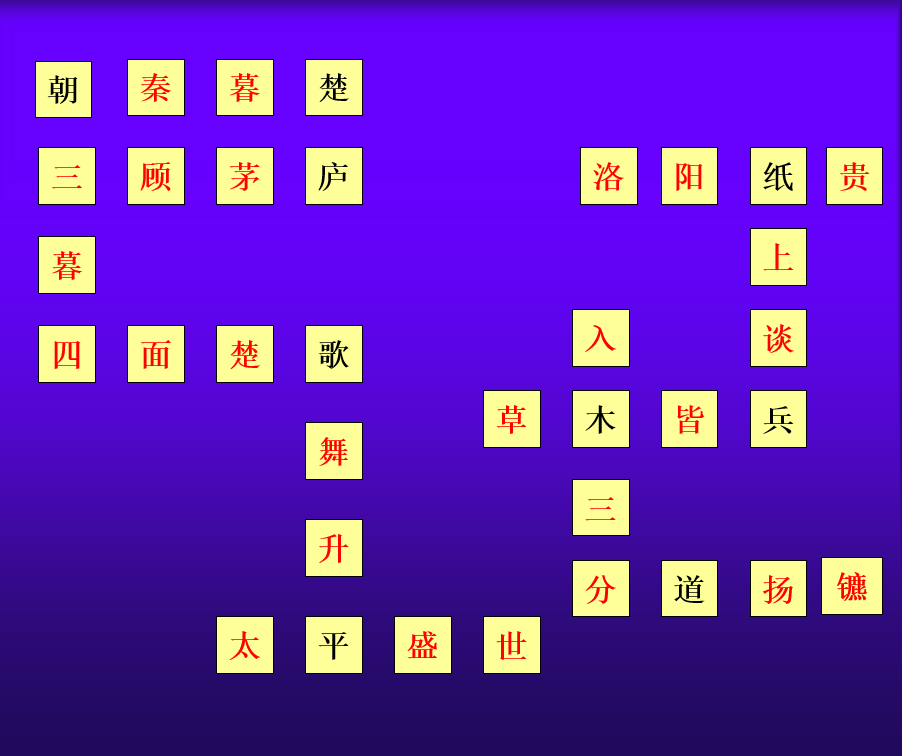 朝秦暮楚
三顾茅庐
洛阳纸贵
上
暮
入
谈
四面楚歌
草木皆兵
舞
三
升
分道扬镳
太平盛世